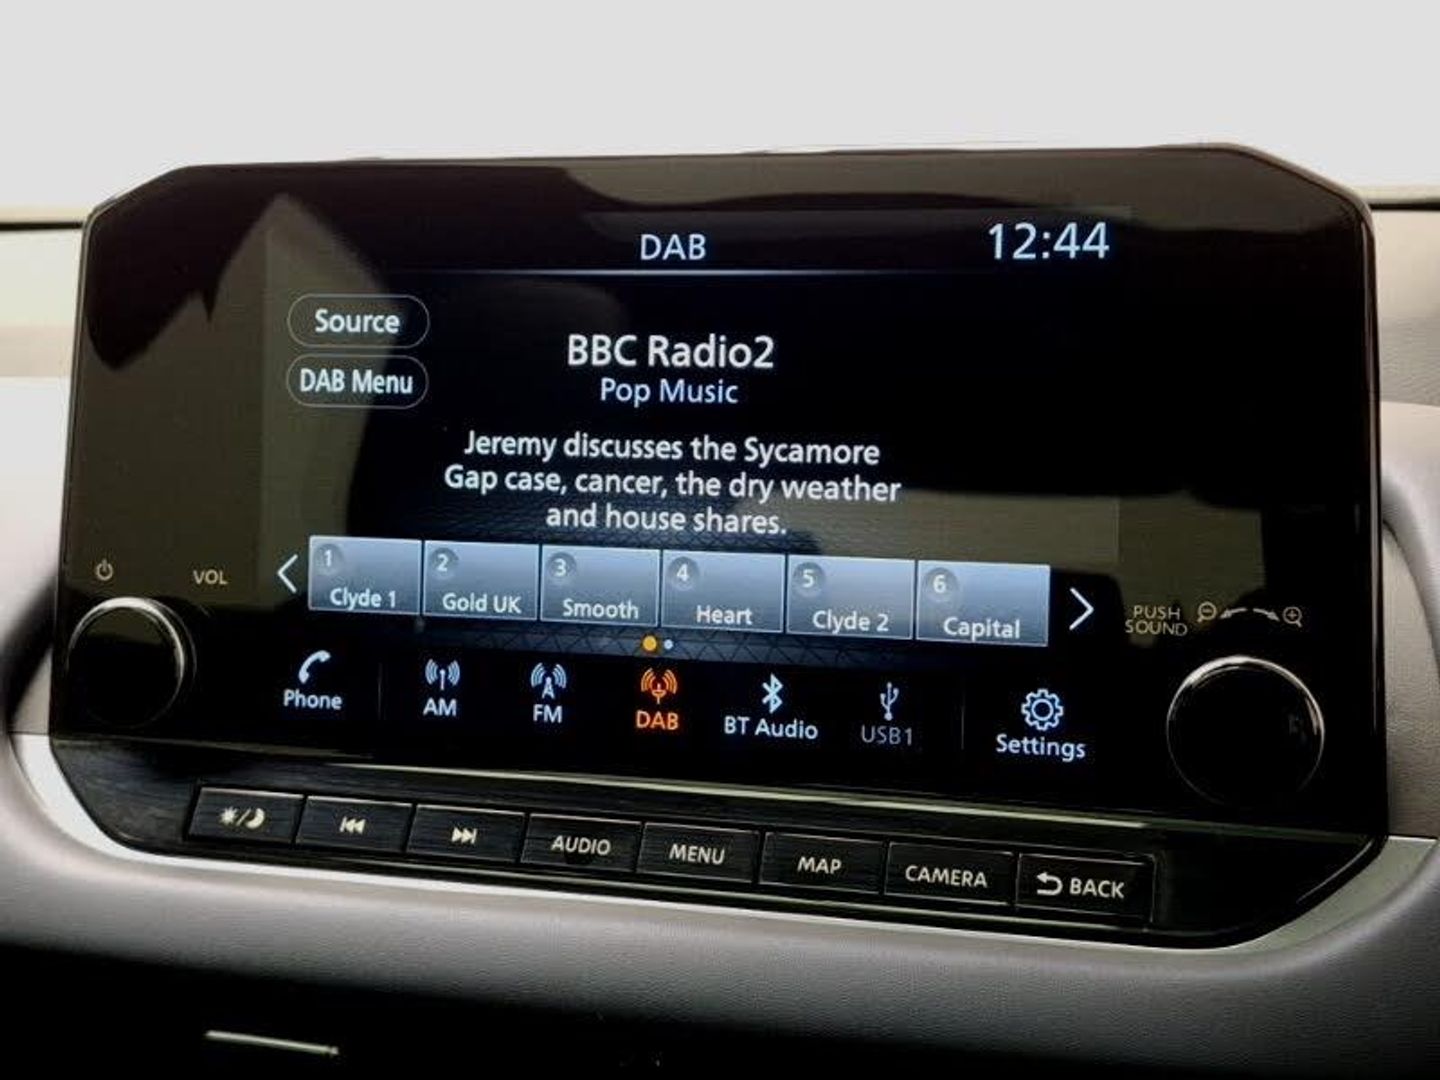 DAB
12:44
Source
DAB Menu
BBC Radio2
Pop Music
Jeremy discusses the Sycamore
Gap case, cancer, the dry weather
and house shares.
1 Clyde 1
2 Gold UK
3 Smooth
4 Heart
5 Clyde 2
6 Capital
VOL
PUSH
SOUND
Phone
AM
FM
DAB
BT Audio
USB1
Settings
AUDIO
MENU
MAP
CAMERA
BACK